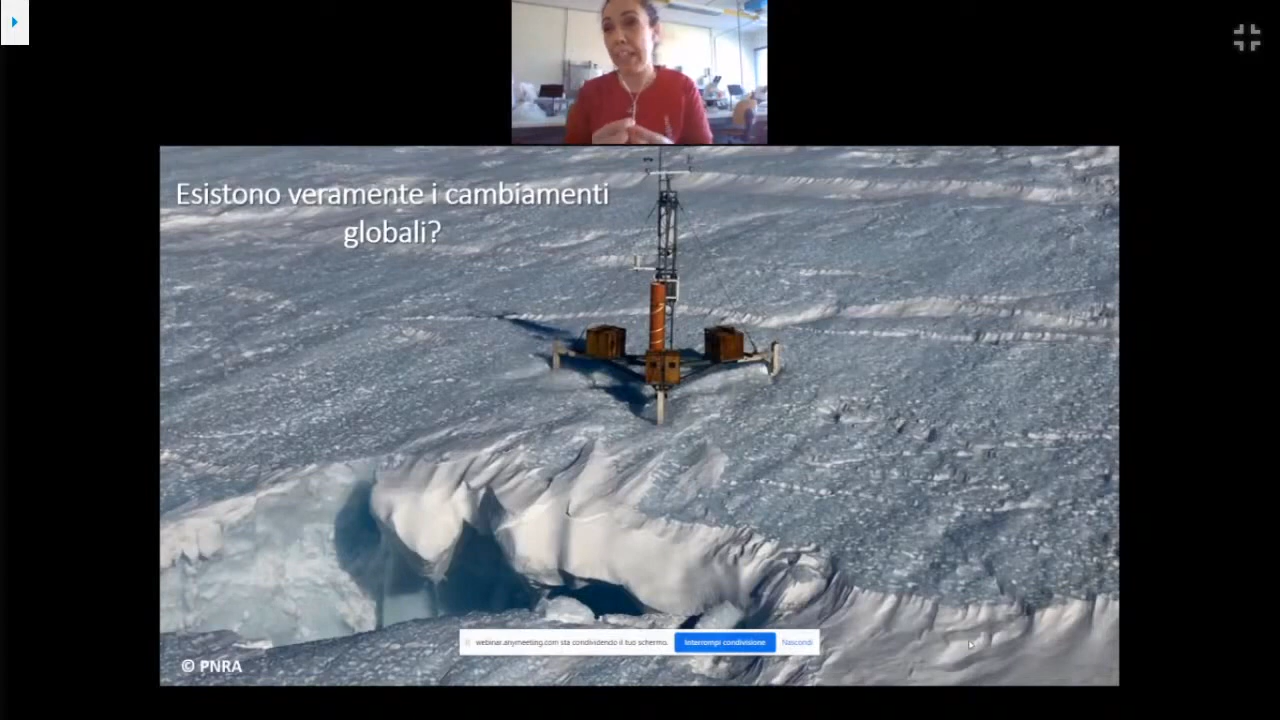 Esistono veramente i cambiamenti
globali?
webinar.anymeeting.com sta condividendo il tuo schermo.
Interrompi condivisione
Nascondi
© PNRA